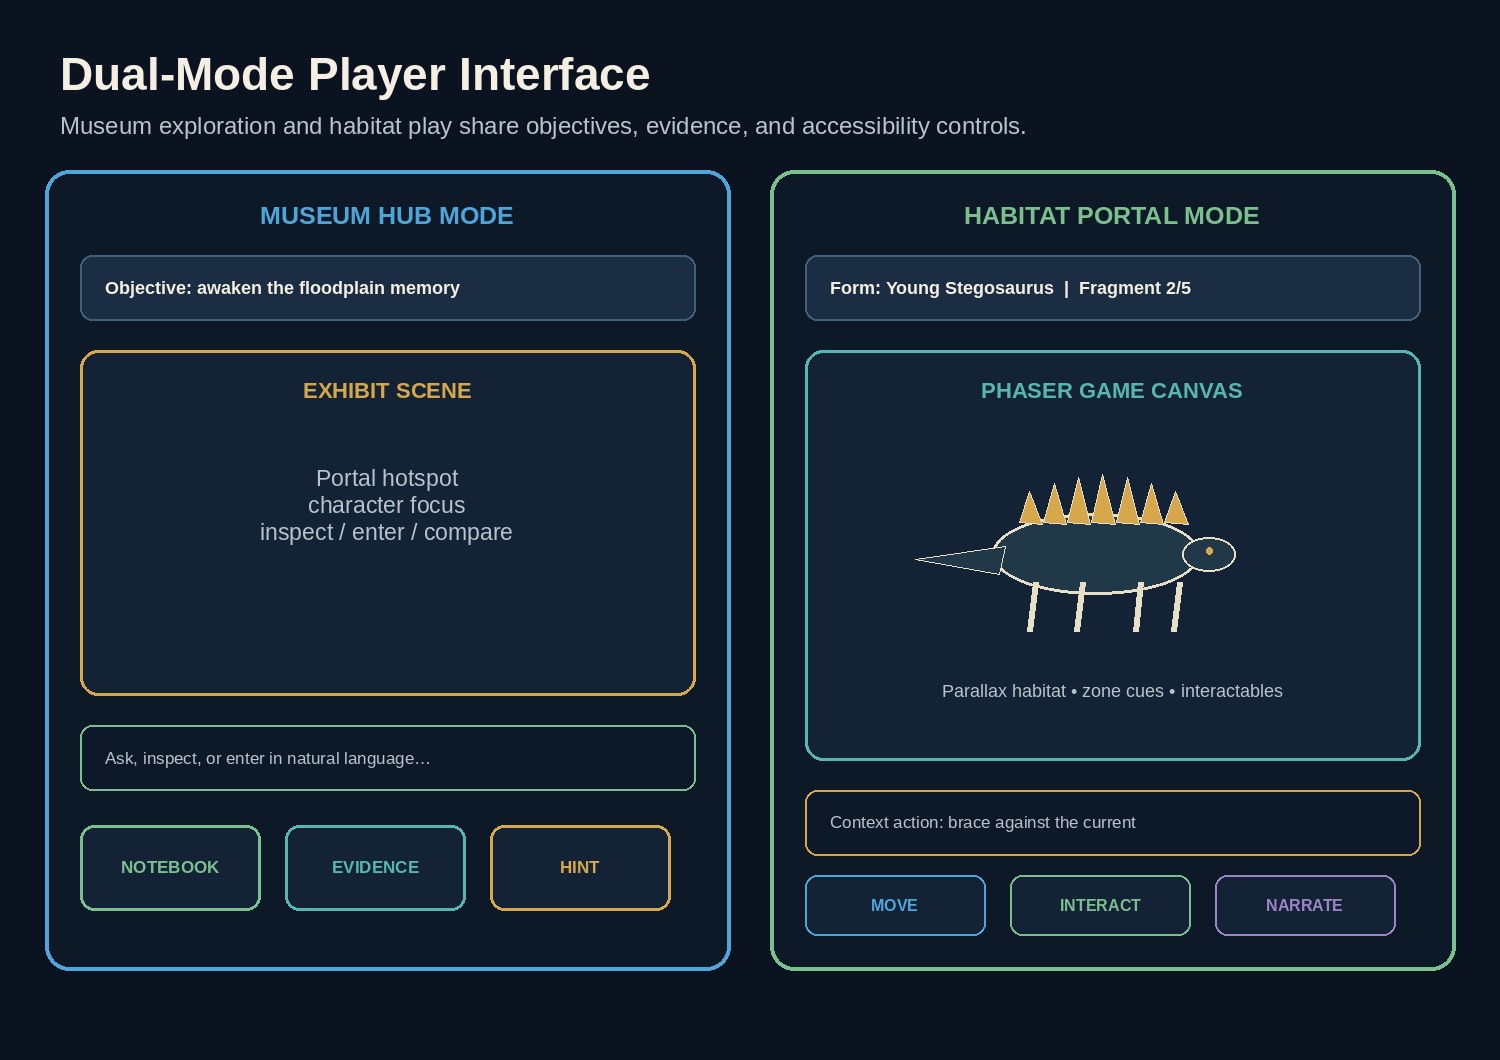 Dual-Mode Player Interface
Museum exploration and habitat play share objectives, evidence, and accessibility controls.
MUSEUM HUB MODE
Objective: awaken the floodplain memory
EXHIBIT SCENE
Portal hotspot
character focus
inspect / enter / compare
Ask, inspect, or enter in natural language…
NOTEBOOK
EVIDENCE
HINT
HABITAT PORTAL MODE
Form: Young Stegosaurus | Fragment 2/5
PHASER GAME CANVAS
Parallax habitat • zone cues • interactables
Context action: brace against the current
MOVE
INTERACT
NARRATE